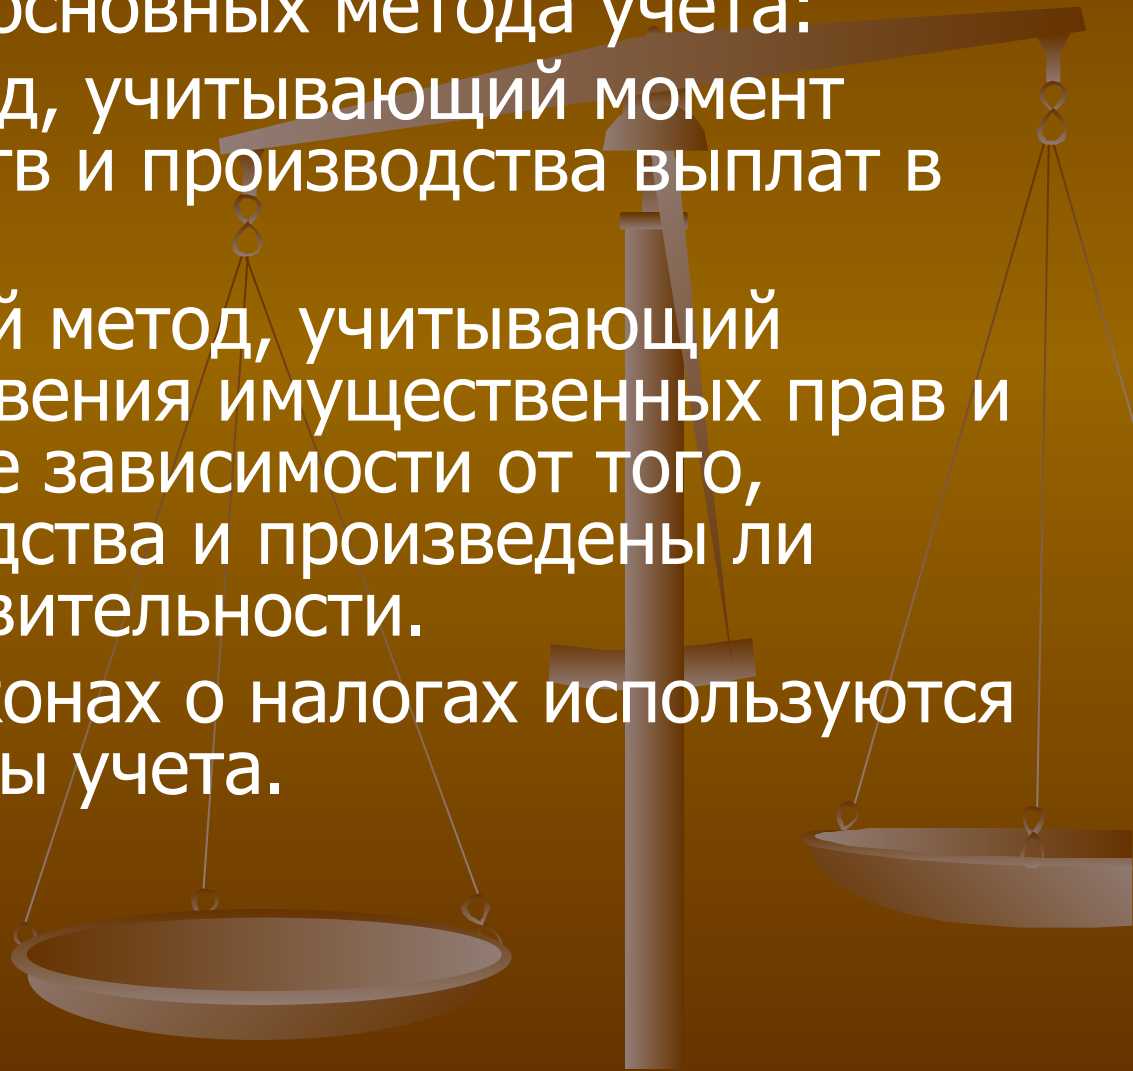 основных метода учета:
д, учитывающий момент
тв и производства выплат в
й метод, учитывающий
вения имущественных прав и
е зависимости от того,
дства и произведены ли
вительности.
конах о налогах используются
ы учета.